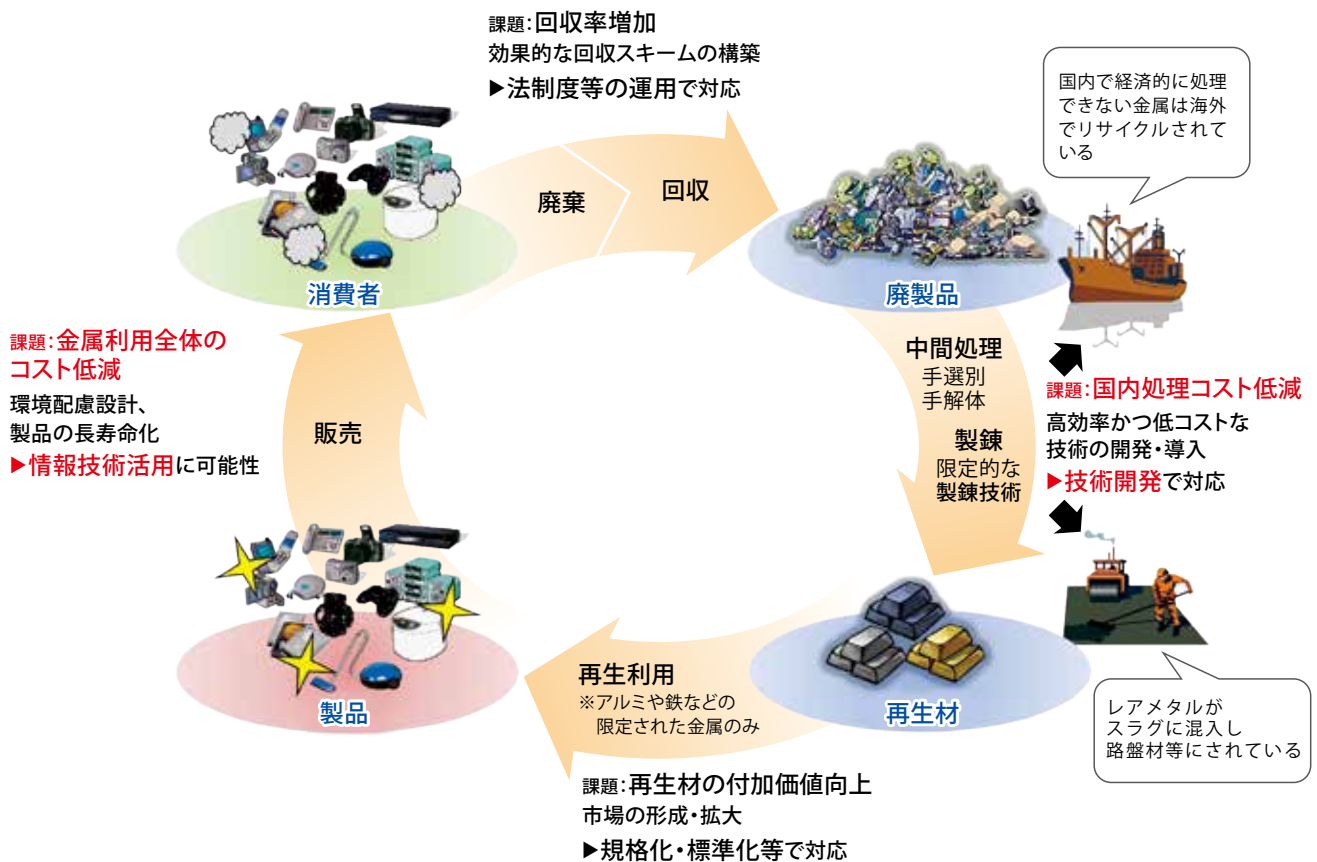 課題:回収率増加
効果的な回収スキームの構築
▶法制度等の運用で対応
国内で経済的に処理
できない金属は海外
でリサイクルされて
いる
廃棄
回収
消費者
廃製品
課題:金属利用全体の
コスト低減
環境配慮設計、
製品の長寿命化
▶情報技術活用に可能性
販売
中間処理
手選別
手解体
製錬
限定的な
製錬技術
課題:国内処理コスト低減
高効率かつ低コストな
技術の開発・導入
▶技術開発で対応
製品
再生利用
※アルミや鉄などの
限定された金属のみ
再生材
レアメタルが
スラグに混入し
路盤材等にされている
課題:再生材の付加価値向上
市場の形成・拡大
▶規格化・標準化等で対応